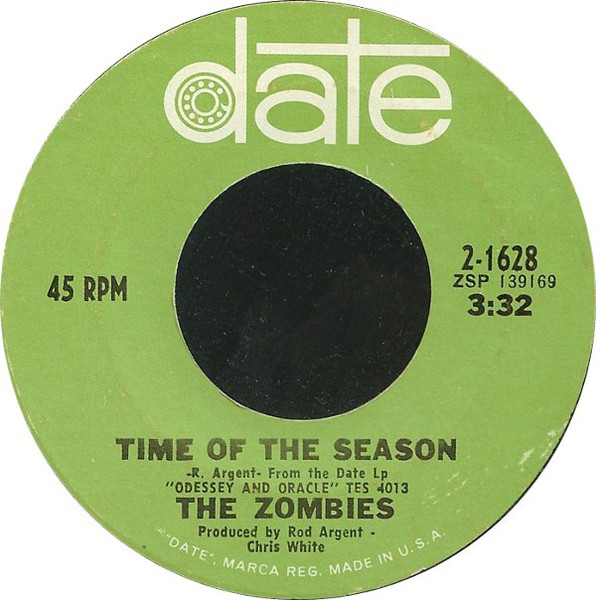 date
45 RPM
2-1628
ZSP 139169
3:32
TIME OF THE SEASON
-R. Argent- From the Date Lp
"ODESSEY AND ORACLE" TES 4013
THE ZOMBIES
Produced by Rod Argent -
Chris White
"DATE", MARCA REG. MADE IN U.S.A.